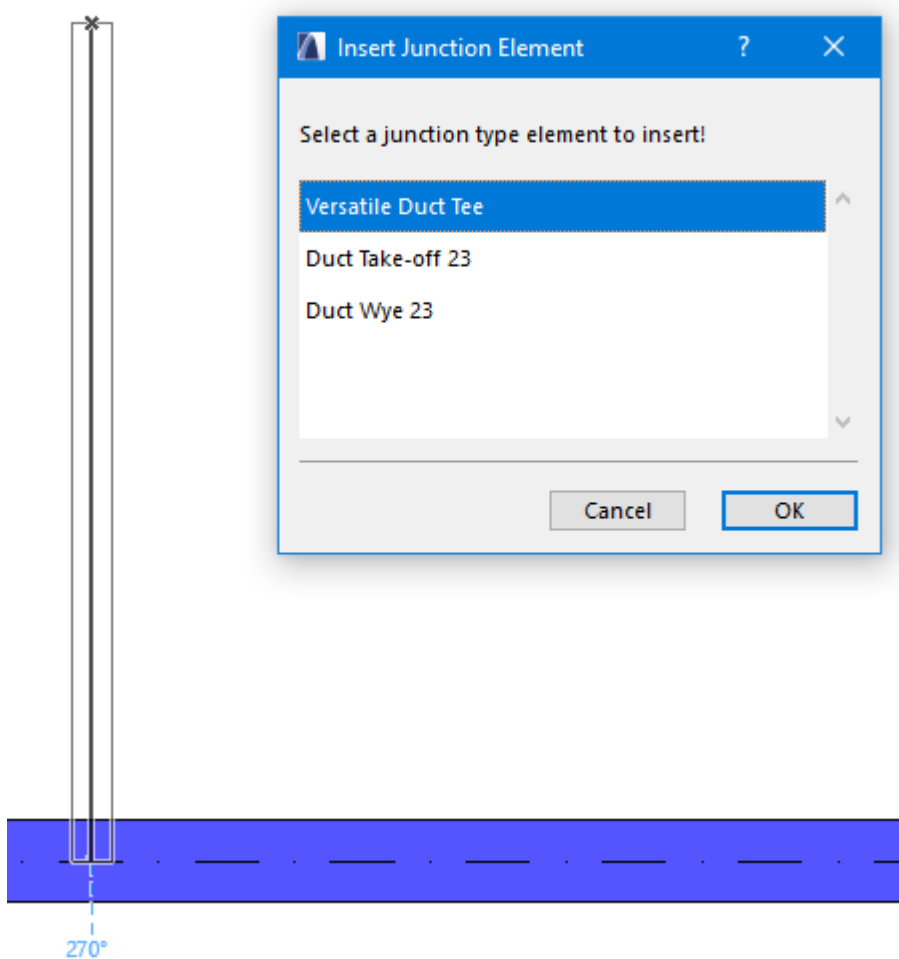 Insert Junction Element
?
Select a junction type element to insert!
Versatile Duct Tee
Duct Take-off 23
Duct Wye 23
Cancel
OK
270°